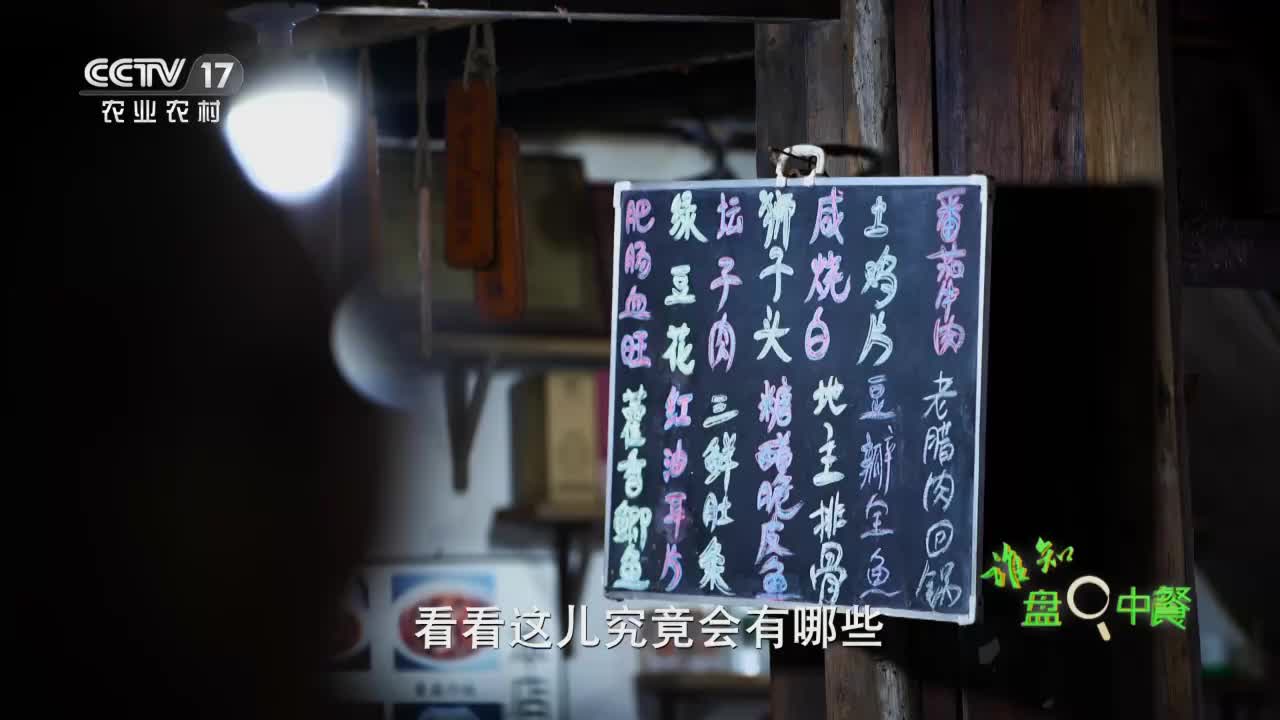 CCTV 17
农业农村
肥肠血旺 藿香鲫鱼
绿豆花 红油耳片
坛子肉 三鲜肚条
狮子头 糖醋脆皮鱼
咸烧白 地主排骨
土鸡片 豆瓣全鱼
番茄牛肉 老腊肉回锅
谁知
盘中餐
看看这儿究竟会有哪些
店